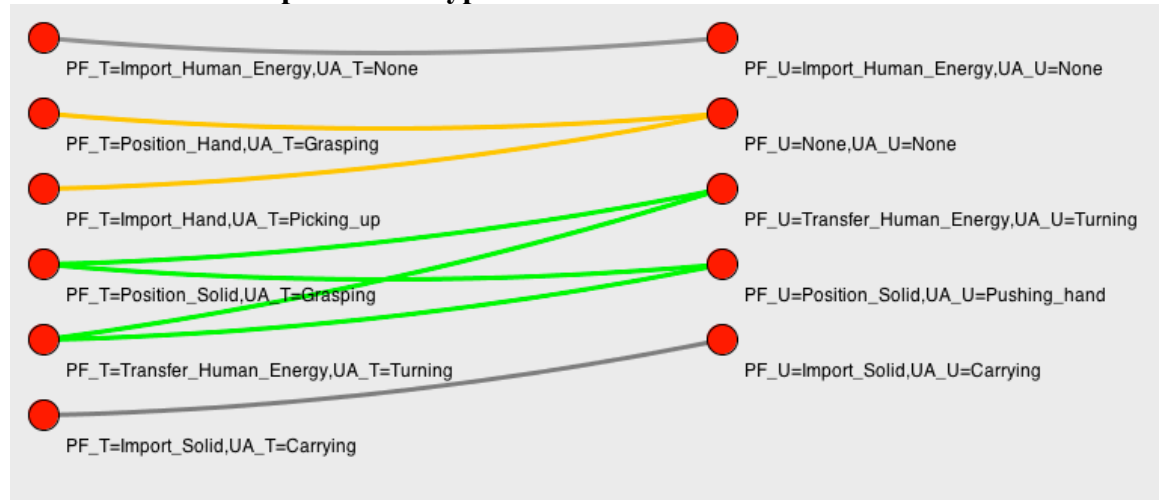 PF_T=Import_Human_Energy,UA_T=None
PF_U=Import_Human_Energy,UA_U=None
PF_T=Position_Hand,UA_T=Grasping
PF_U=None,UA_U=None
PF_T=Import_Hand,UA_T=Picking_up
PF_U=Transfer_Human_Energy,UA_U=Turning
PF_T=Position_Solid,UA_T=Grasping
PF_U=Position_Solid,UA_U=Pushing_hand
PF_T=Transfer_Human_Energy,UA_T=Turning
PF_U=Import_Solid,UA_U=Carrying
PF_T=Import_Solid,UA_T=Carrying